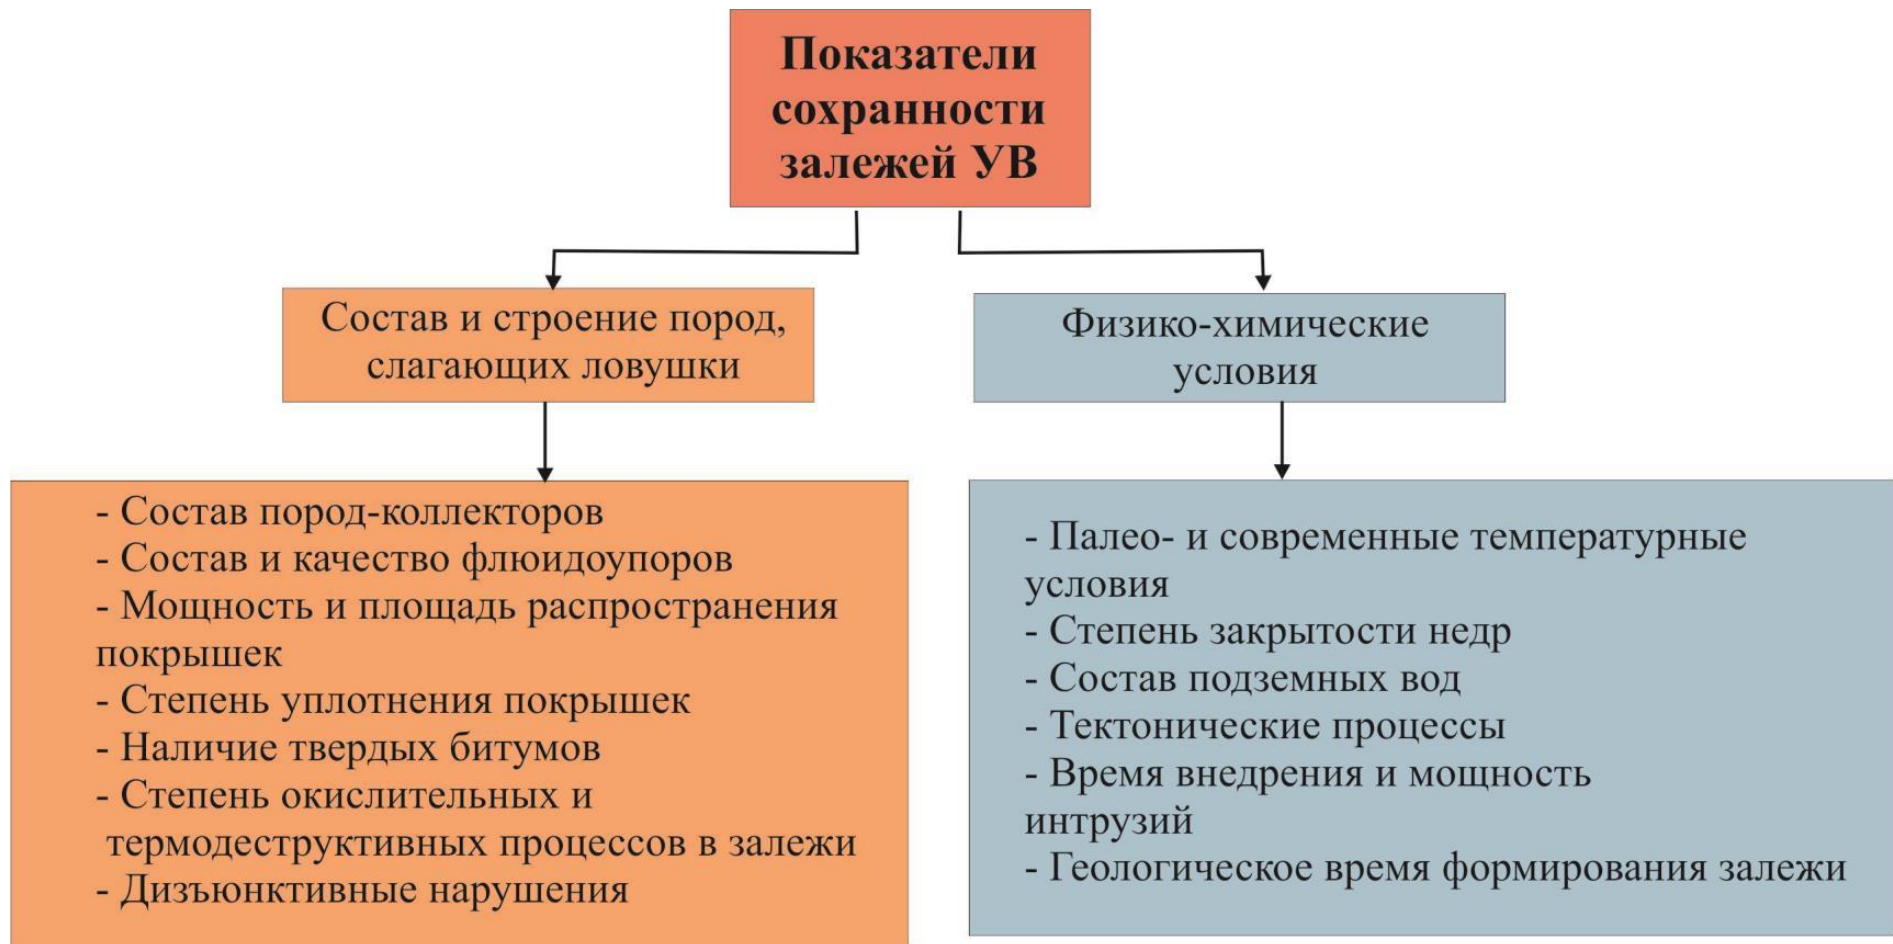 Показатели
сохранности
залежей УВ
Состав и строение пород,
слагающих ловушки
Физико-химические
условия
- Состав пород-коллекторов
- Состав и качество флюидоупоров
- Мощность и площадь распространения
покрышек
- Степень уплотнения покрышек
- Наличие твердых битумов
- Степень окислительных и
термодеструктивных процессов в залежи
- Дизъюнктивные нарушения
- Палео- и современные температурные
условия
- Степень закрытости недр
- Состав подземных вод
- Тектонические процессы
- Время внедрения и мощность
интрузий
- Геологическое время формирования залежи